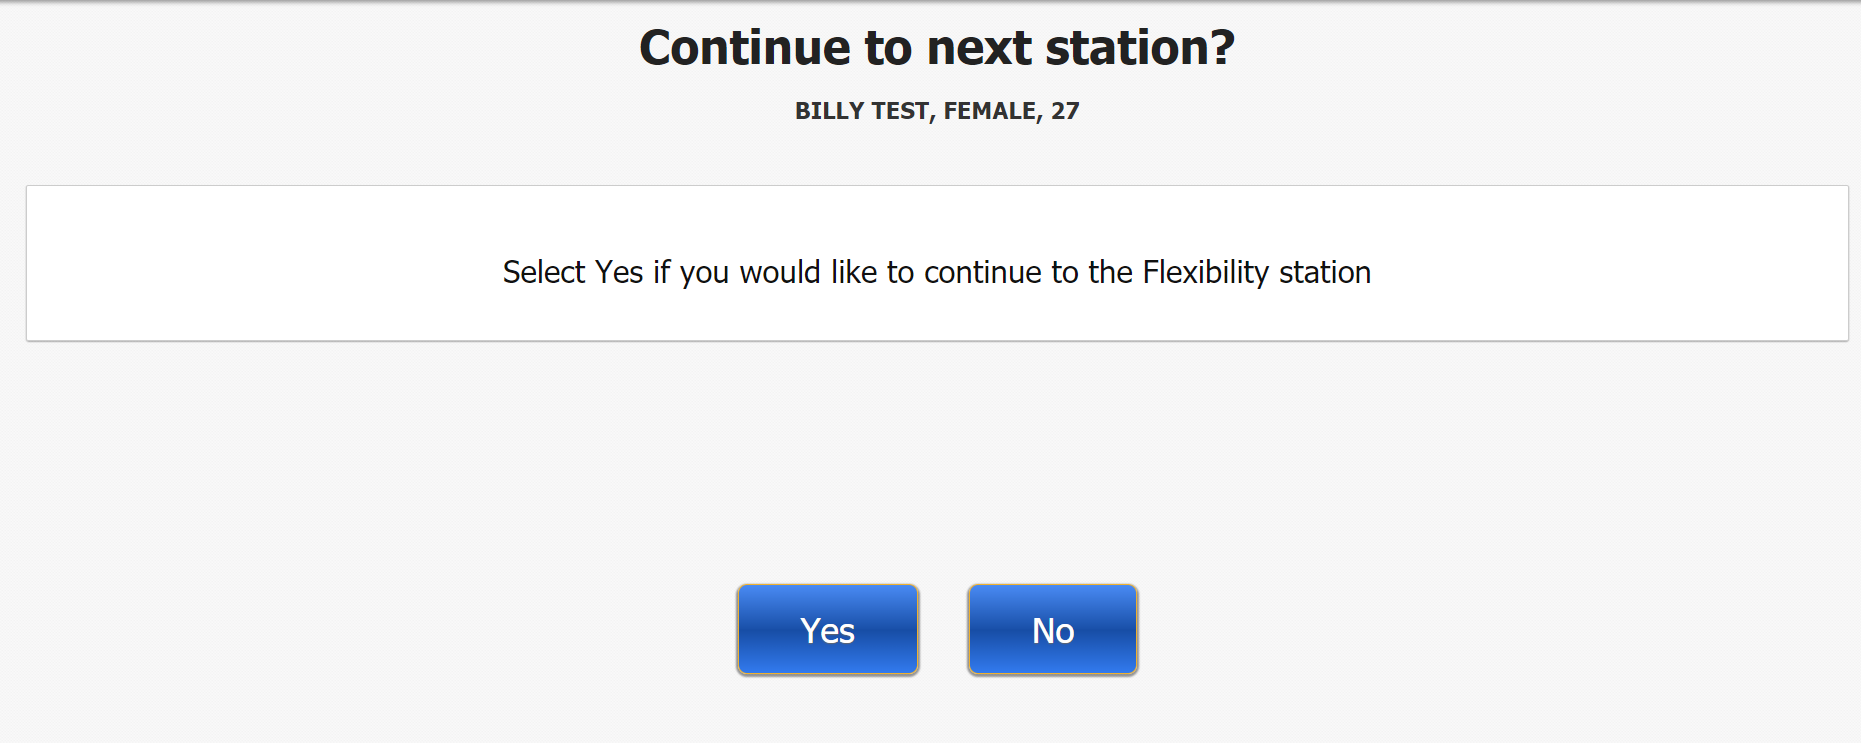 Continue to next station?
BILLY TEST, FEMALE, 27
Select Yes if you would like to continue to the Flexibility station
Yes
No